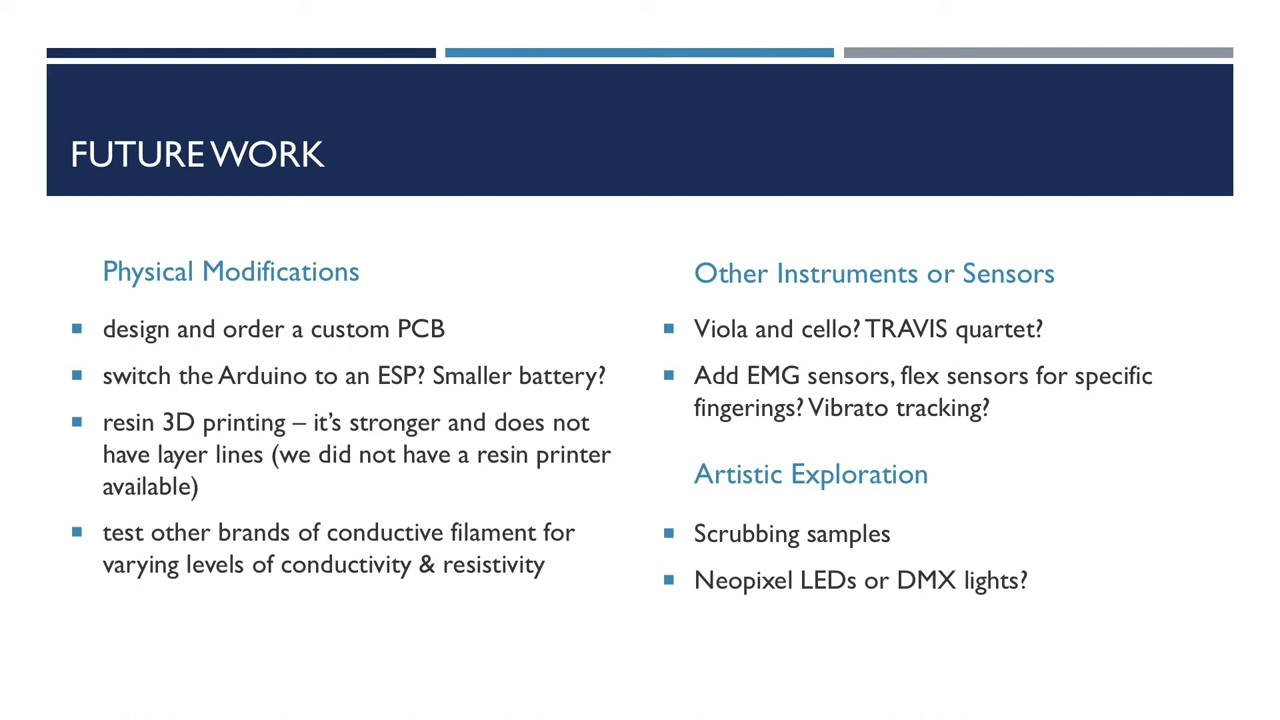 FUTURE WORK
Physical Modifications
design and order a custom PCB
switch the Arduino to an ESP? Smaller battery?
resin 3D printing – it’s stronger and does not
have layer lines (we did not have a resin printer
available)
test other brands of conductive filament for
varying levels of conductivity & resistivity
Other Instruments or Sensors
Viola and cello? TRAVIS quartet?
Add EMG sensors, flex sensors for specific
fingerings? Vibrato tracking?
Artistic Exploration
Scrubbing samples
Neopixel LEDs or DMX lights?